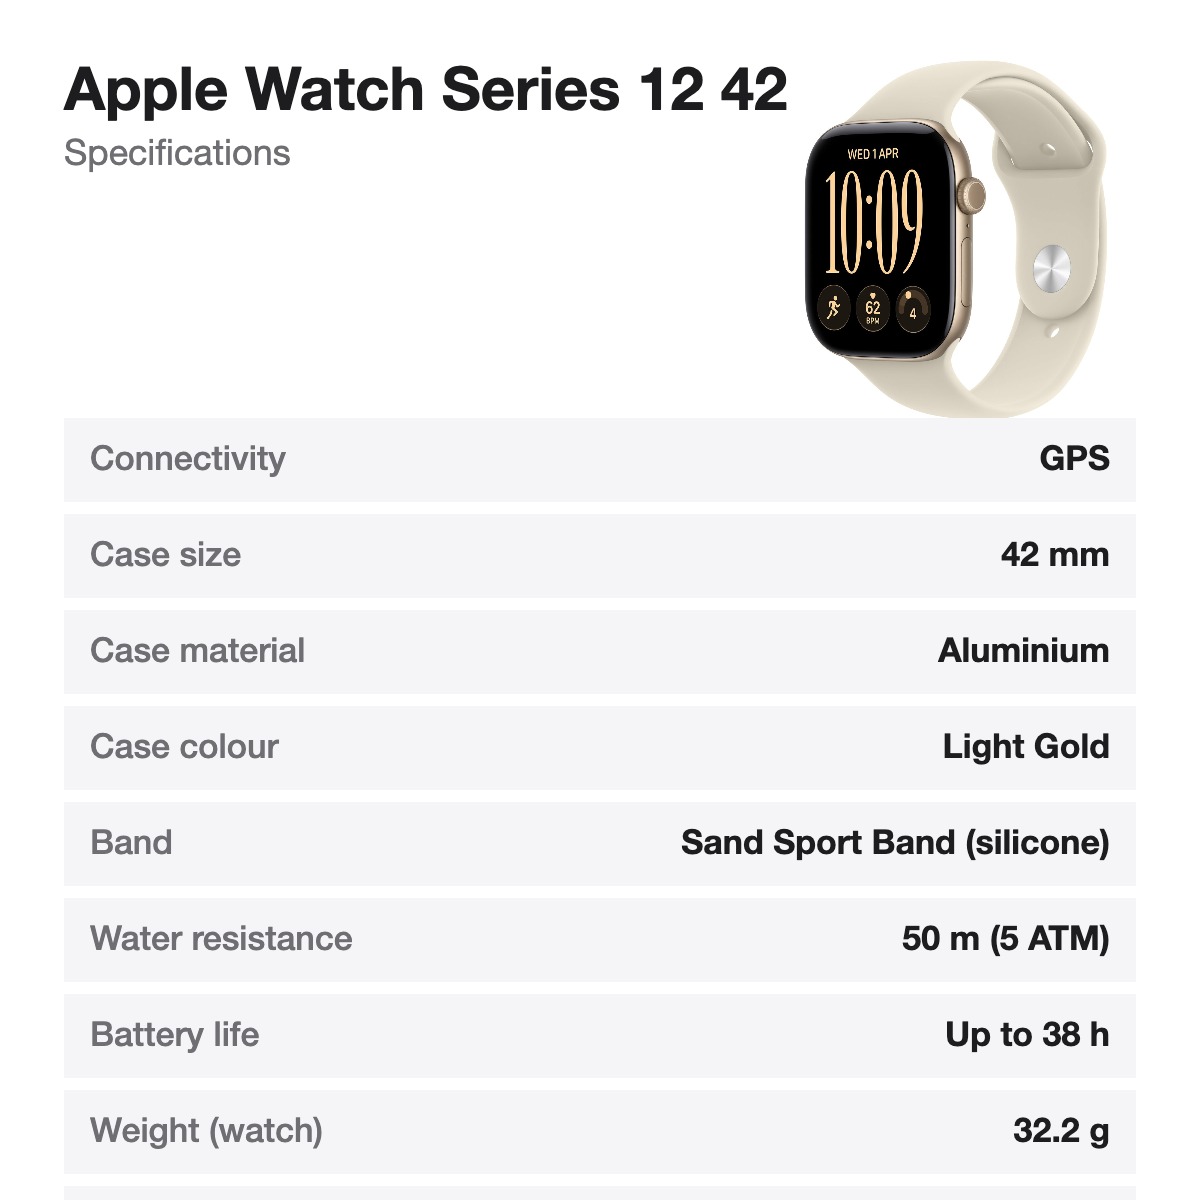 Apple Watch Series 12 42
Specifications
WED 1 APR
10:09
62
BPM
4
Connectivity GPS
Case size 42 mm
Case material Aluminium
Case colour Light Gold
Band Sand Sport Band (silicone)
Water resistance 50 m (5 ATM)
Battery life Up to 38 h
Weight (watch) 32.2 g